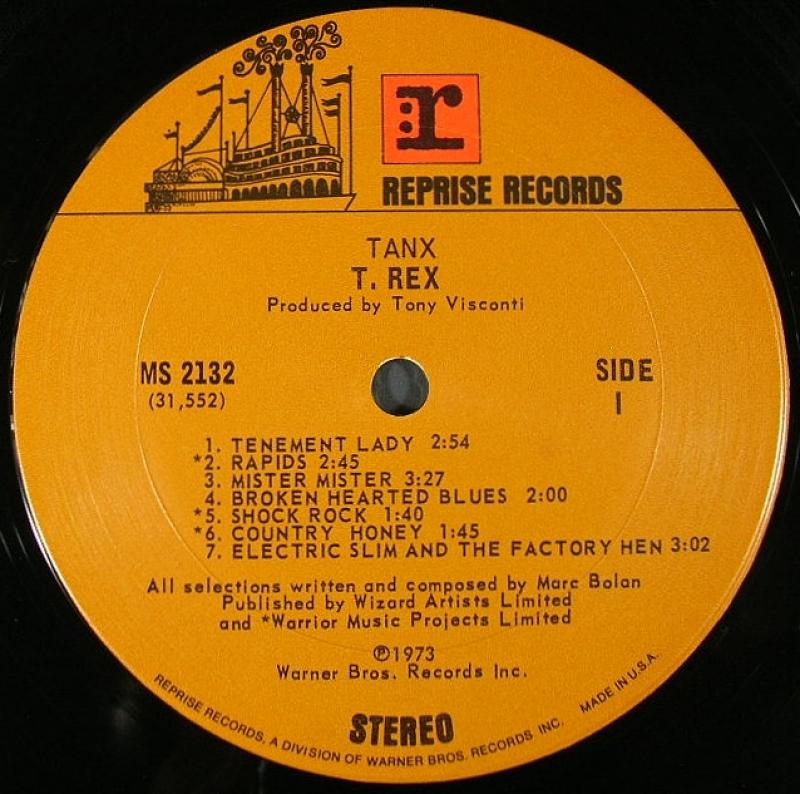 r
REPRISE RECORDS
TANX
T. REX
Produced by Tony Visconti
MS 2132
(31,552)
SIDE
1
1. TENEMENT LADY 2:54
*2. RAPIDS 2:45
3. MISTER MISTER 3:27
4. BROKEN HEARTED BLUES 2:00
*5. SHOCK ROCK 1:40
*6. COUNTRY HONEY 1:45
7. ELECTRIC SLIM AND THE FACTORY HEN 3:02
All selections written and composed by Marc Bolan
Published by Wizard Artists Limited
and *Warrior Music Projects Limited
℗1973
Warner Bros. Records Inc.
STEREO
REPRISE RECORDS, A DIVISION OF WARNER BROS. RECORDS INC. MADE IN U.S.A.